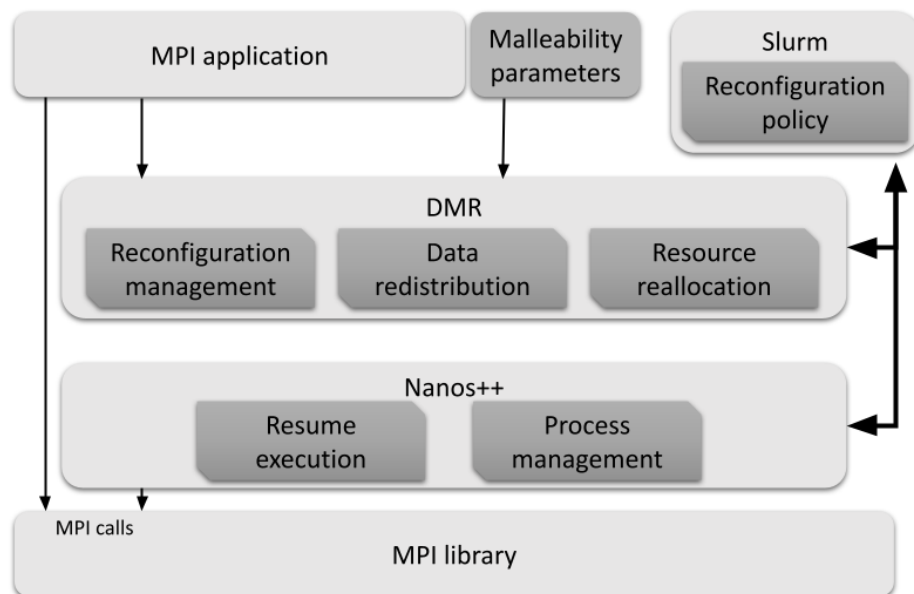 MPI application
Malleability
parameters
Slurm
Reconfiguration
policy
DMR
Reconfiguration
management
Data
redistribution
Resource
reallocation
Nanos++
Resume
execution
Process
management
MPI calls
MPI library